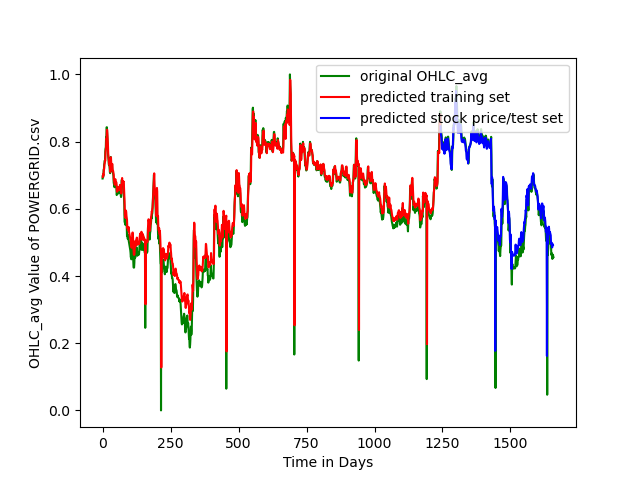 original OHLC_avg
predicted training set
predicted stock price/test set
OHLC_avg Value of POWERGRID.csv
1.0
0.8
0.6
0.4
0.2
0.0
0 250 500 750 1000 1250 1500
Time in Days